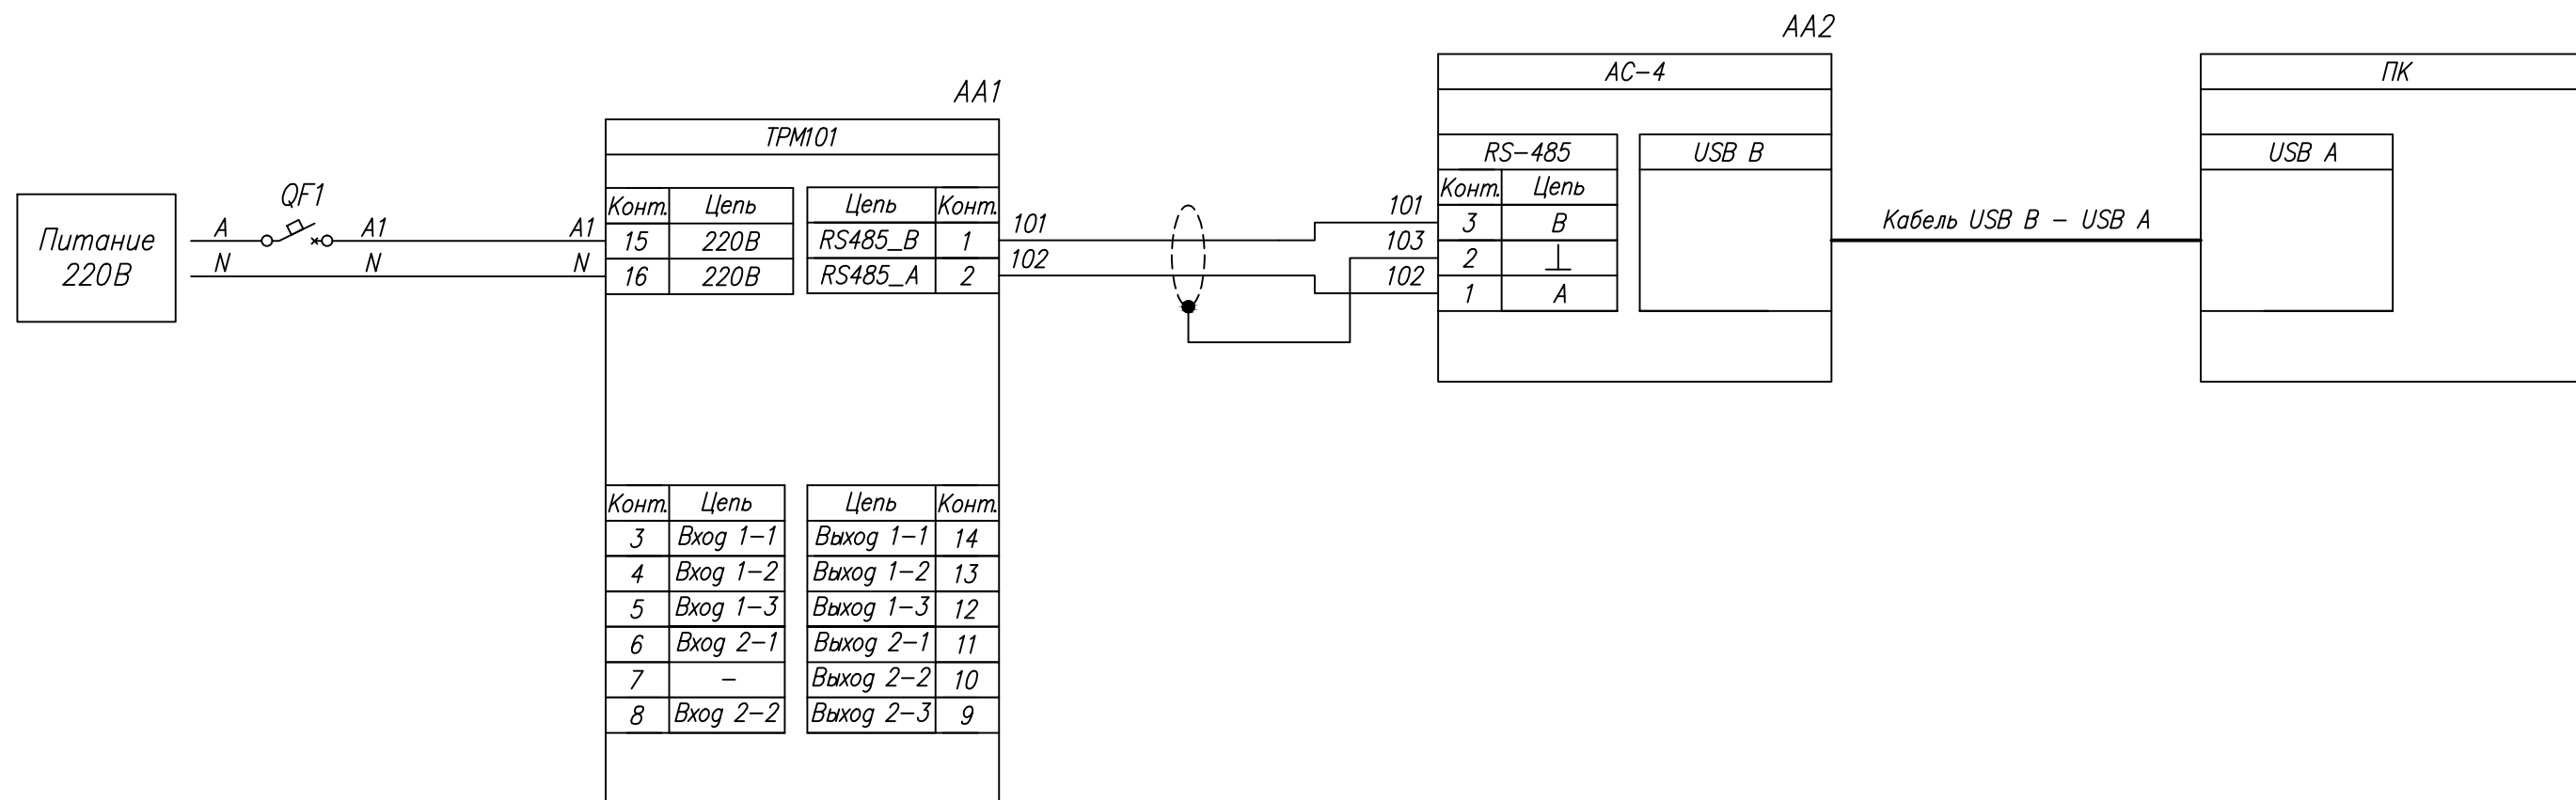 AA2
AC-4
ПК
AA1
ТРМ101
RS-485
USB B
USB A
Конт.
Цепь
3
B
2
⊥
1
A
101
103
102
Кабель USB B - USB A
QF1
Питание
220В
A
A1
A1
N
N
N
Конт.
Цепь
Цепь
Конт.
15
220В
RS485_B
1
16
220В
RS485_A
2
101
102
Конт.
Цепь
Цепь
Конт.
3
Вход 1-1
Выход 1-1
14
4
Вход 1-2
Выход 1-2
13
5
Вход 1-3
Выход 1-3
12
6
Вход 2-1
Выход 2-1
11
7
-
Выход 2-2
10
8
Вход 2-2
Выход 2-3
9